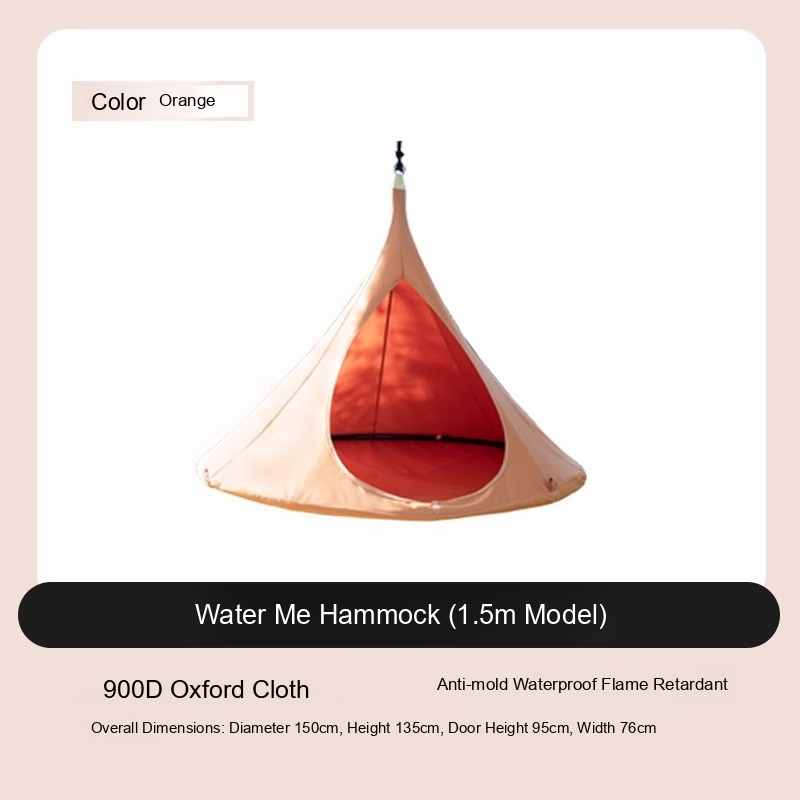 Color Orange
Water Me Hammock (1.5m Model)
900D Oxford Cloth
Anti-mold Waterproof Flame Retardant
Overall Dimensions: Diameter 150cm, Height 135cm, Door Height 95cm, Width 76cm